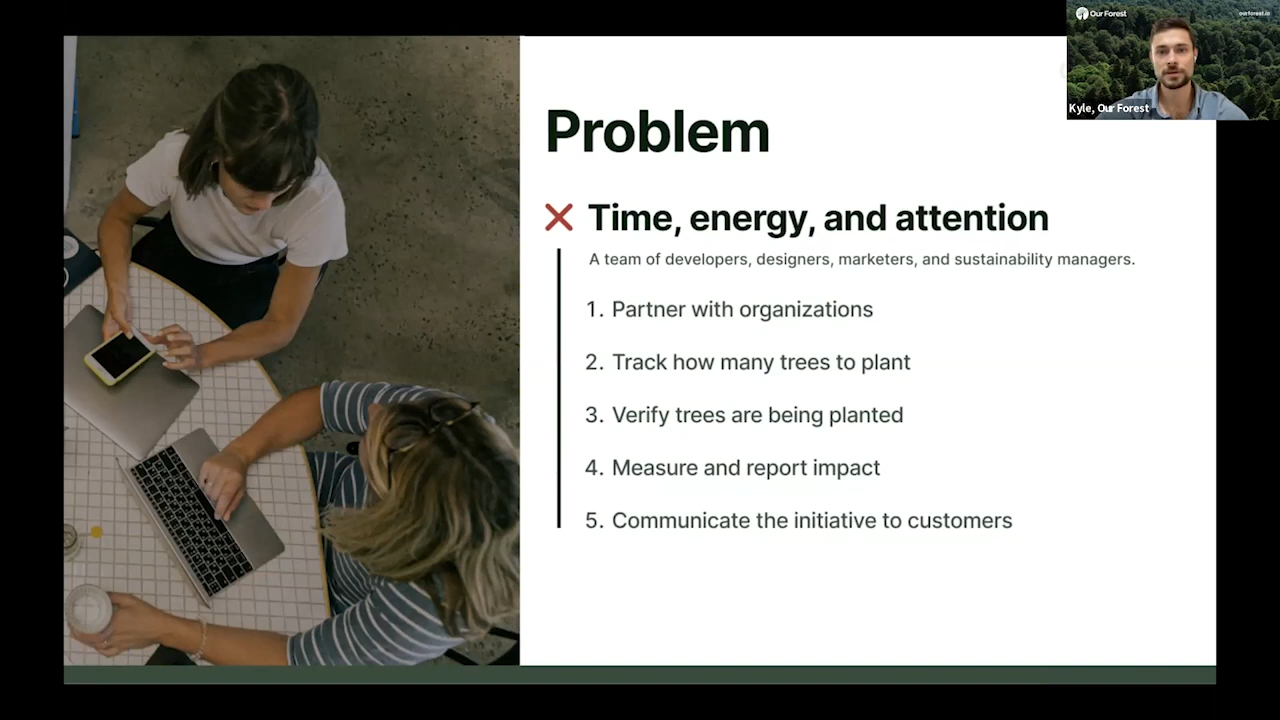 Our Forest
ourforest.io
Kyle, Our Forest
Problem
Time, energy, and attention
A team of developers, designers, marketers, and sustainability managers.
1. Partner with organizations
2. Track how many trees to plant
3. Verify trees are being planted
4. Measure and report impact
5. Communicate the initiative to customers